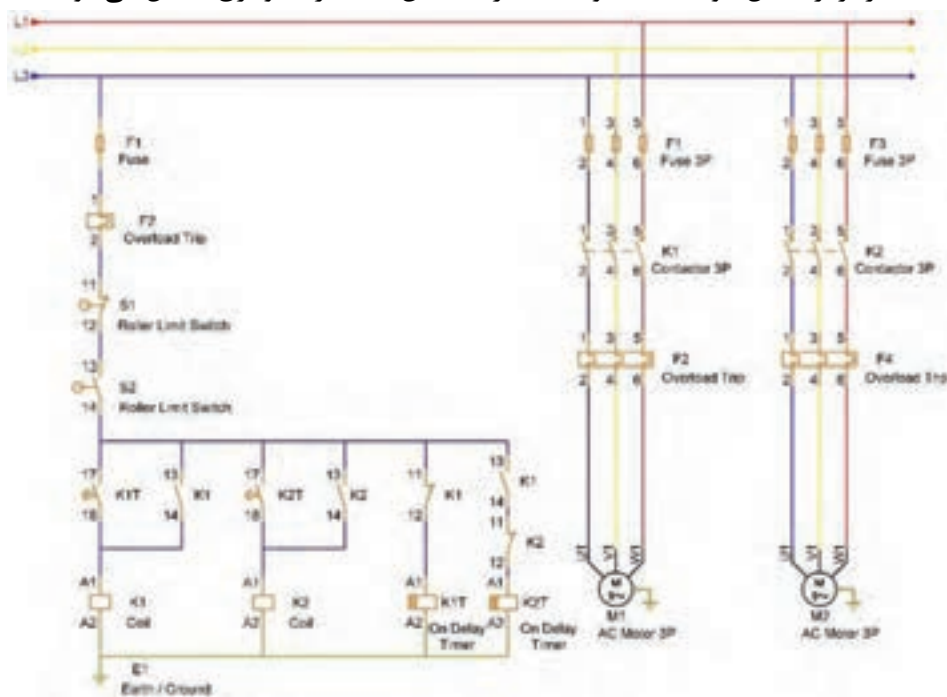 L1
L3
F1
Fuse
1
F2
2
Overload Trip
11
S1
12
Roller Limit Switch
13
S2
14
Roller Limit Switch
17
K1T
18
13
K1
14
17
K2T
18
13
K2
14
11
K1
12
13
K1
14
11
K2
12
A1
K1
A2
Coil
A1
K2
A2
Coil
A1
K1T
A2
On Delay
Timer
A1
K2T
A2
On Delay
Timer
E1
Earth / Ground
1 3 5
F1
2 4 6
Fuse 3P
1 3 5
K1
2 4 6
Contactor 3P
1 3 5
F2
2 4 6
Overload Trip
U1 V1 W1
M
3~
M1
AC Motor 3P
1 3 5
F3
2 4 6
Fuse 3P
1 3 5
K2
2 4 6
Contactor 3P
1 3 5
F4
2 4 6
Overload Trip
U1 V1 W1
M
3~
M2
AC Motor 3P